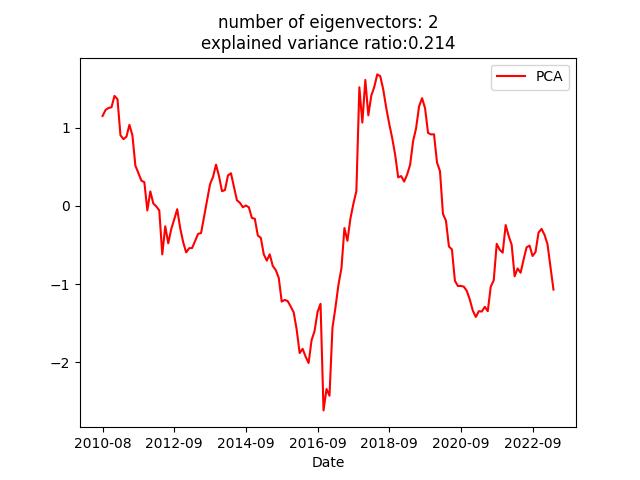 number of eigenvectors: 2
explained variance ratio:0.214
PCA
1
0
−1
−2
2010-08 2012-09 2014-09 2016-09 2018-09 2020-09 2022-09
Date